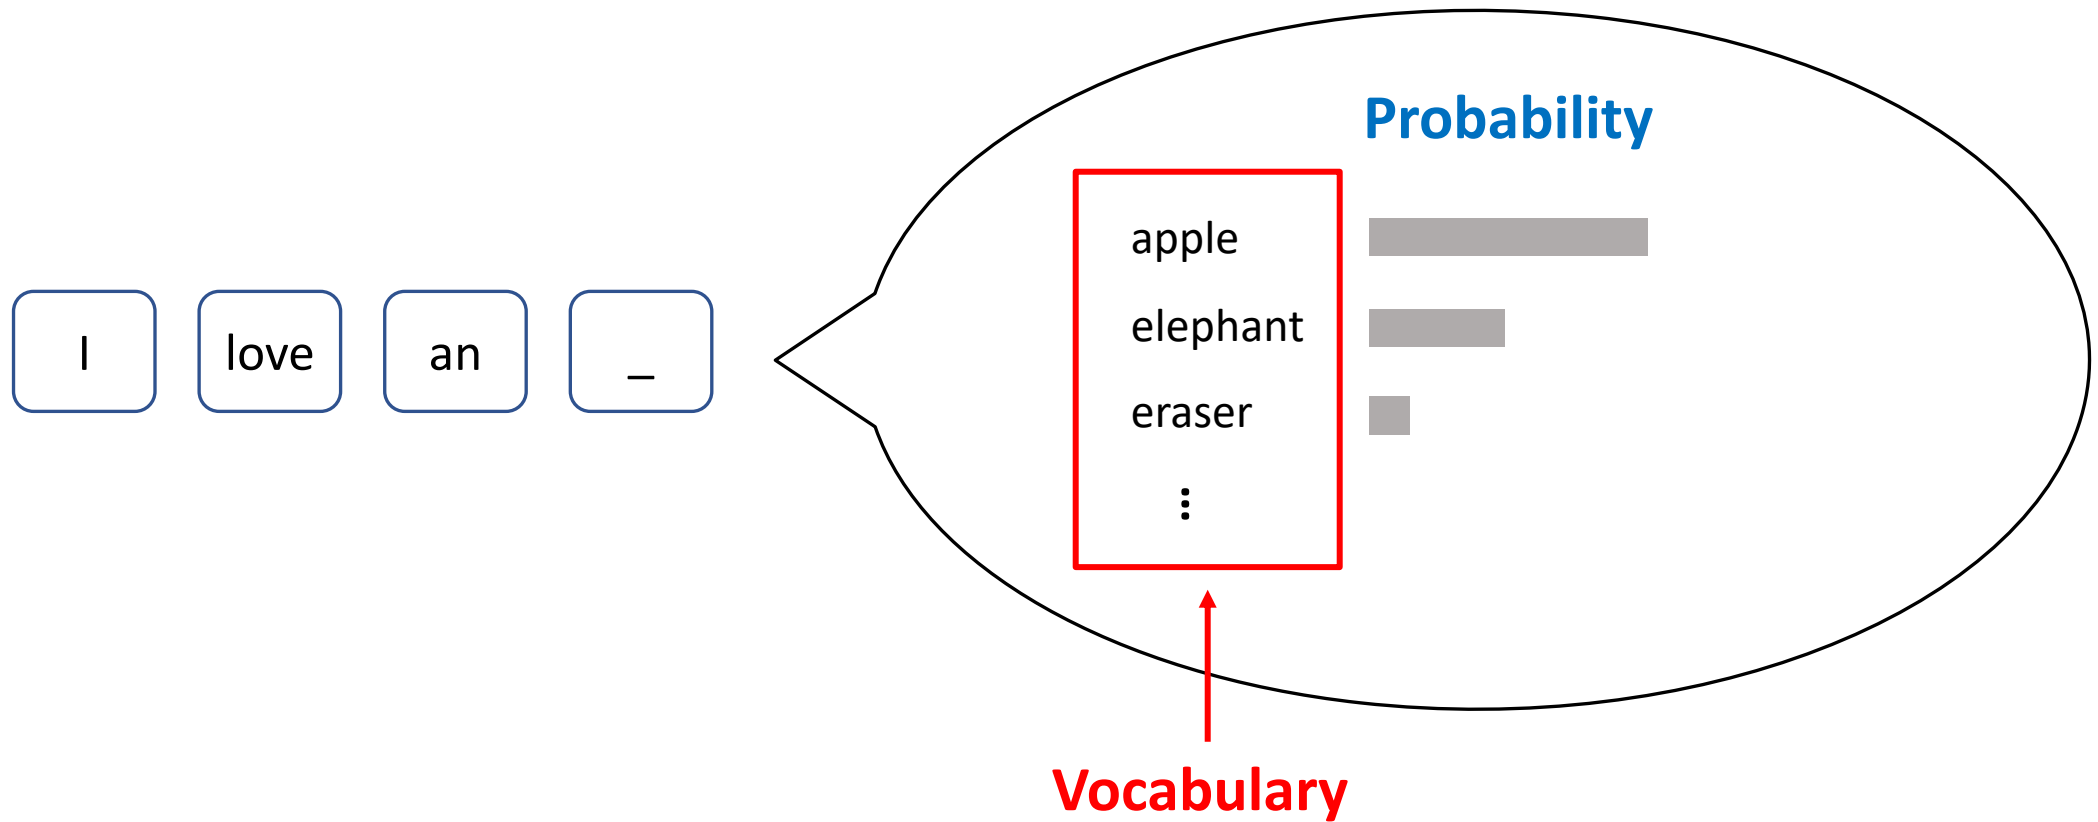 I love an _
Probability
apple
elephant
eraser
⋮
Vocabulary